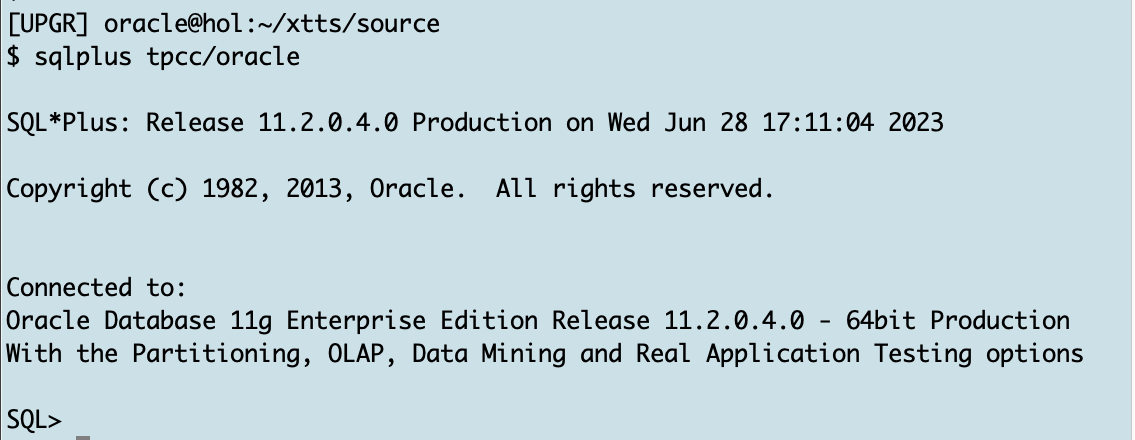 [UPGR] oracle@hol:~/xtts/source
$ sqlplus tpcc/oracle
SQL*Plus: Release 11.2.0.4.0 Production on Wed Jun 28 17:11:04 2023
Copyright (c) 1982, 2013, Oracle.  All rights reserved.
Connected to:
Oracle Database 11g Enterprise Edition Release 11.2.0.4.0 - 64bit Production
With the Partitioning, OLAP, Data Mining and Real Application Testing options
SQL>